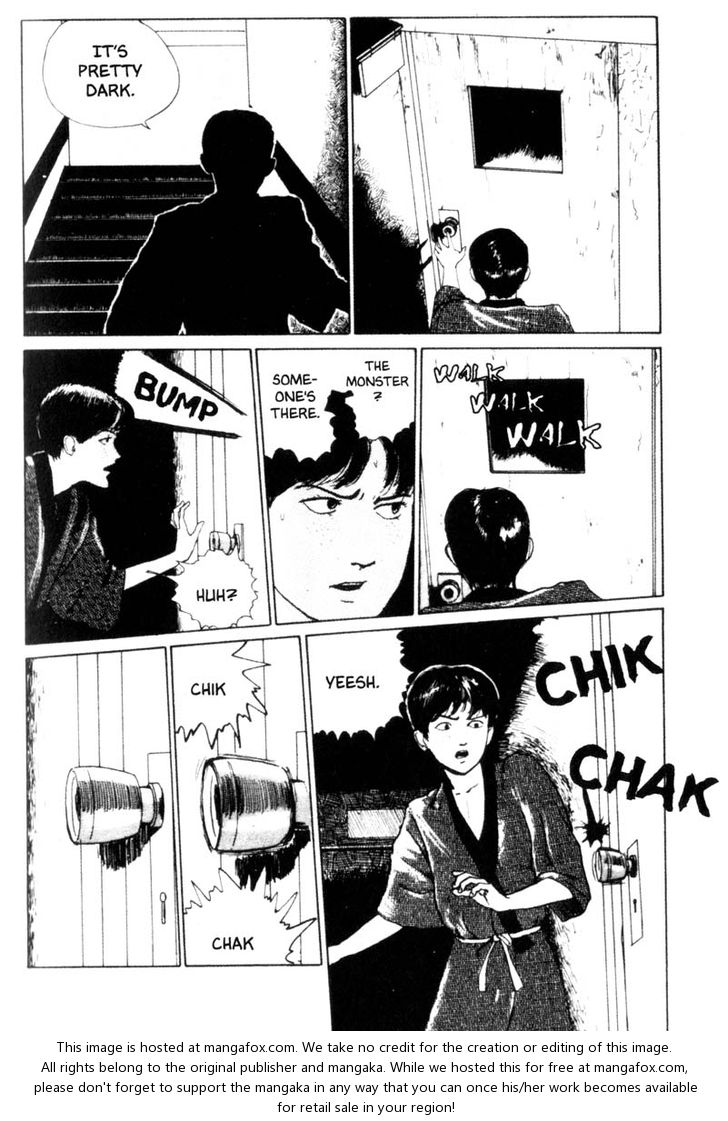 IT'S
PRETTY
DARK.
BUMP
HUH?
SOME-
ONE'S
THERE.
THE
MONSTER
?
WALK
WALK
WALK
CHIK
CHAK
YEESH.
CHIK
CHAK
This image is hosted at mangafox.com. We take no credit for the creation or editing of this image.
All rights belong to the original publisher and mangaka. While we hosted this for free at mangafox.com,
please don't forget to support the mangaka in any way that you can once his/her work becomes available
for retail sale in your region!